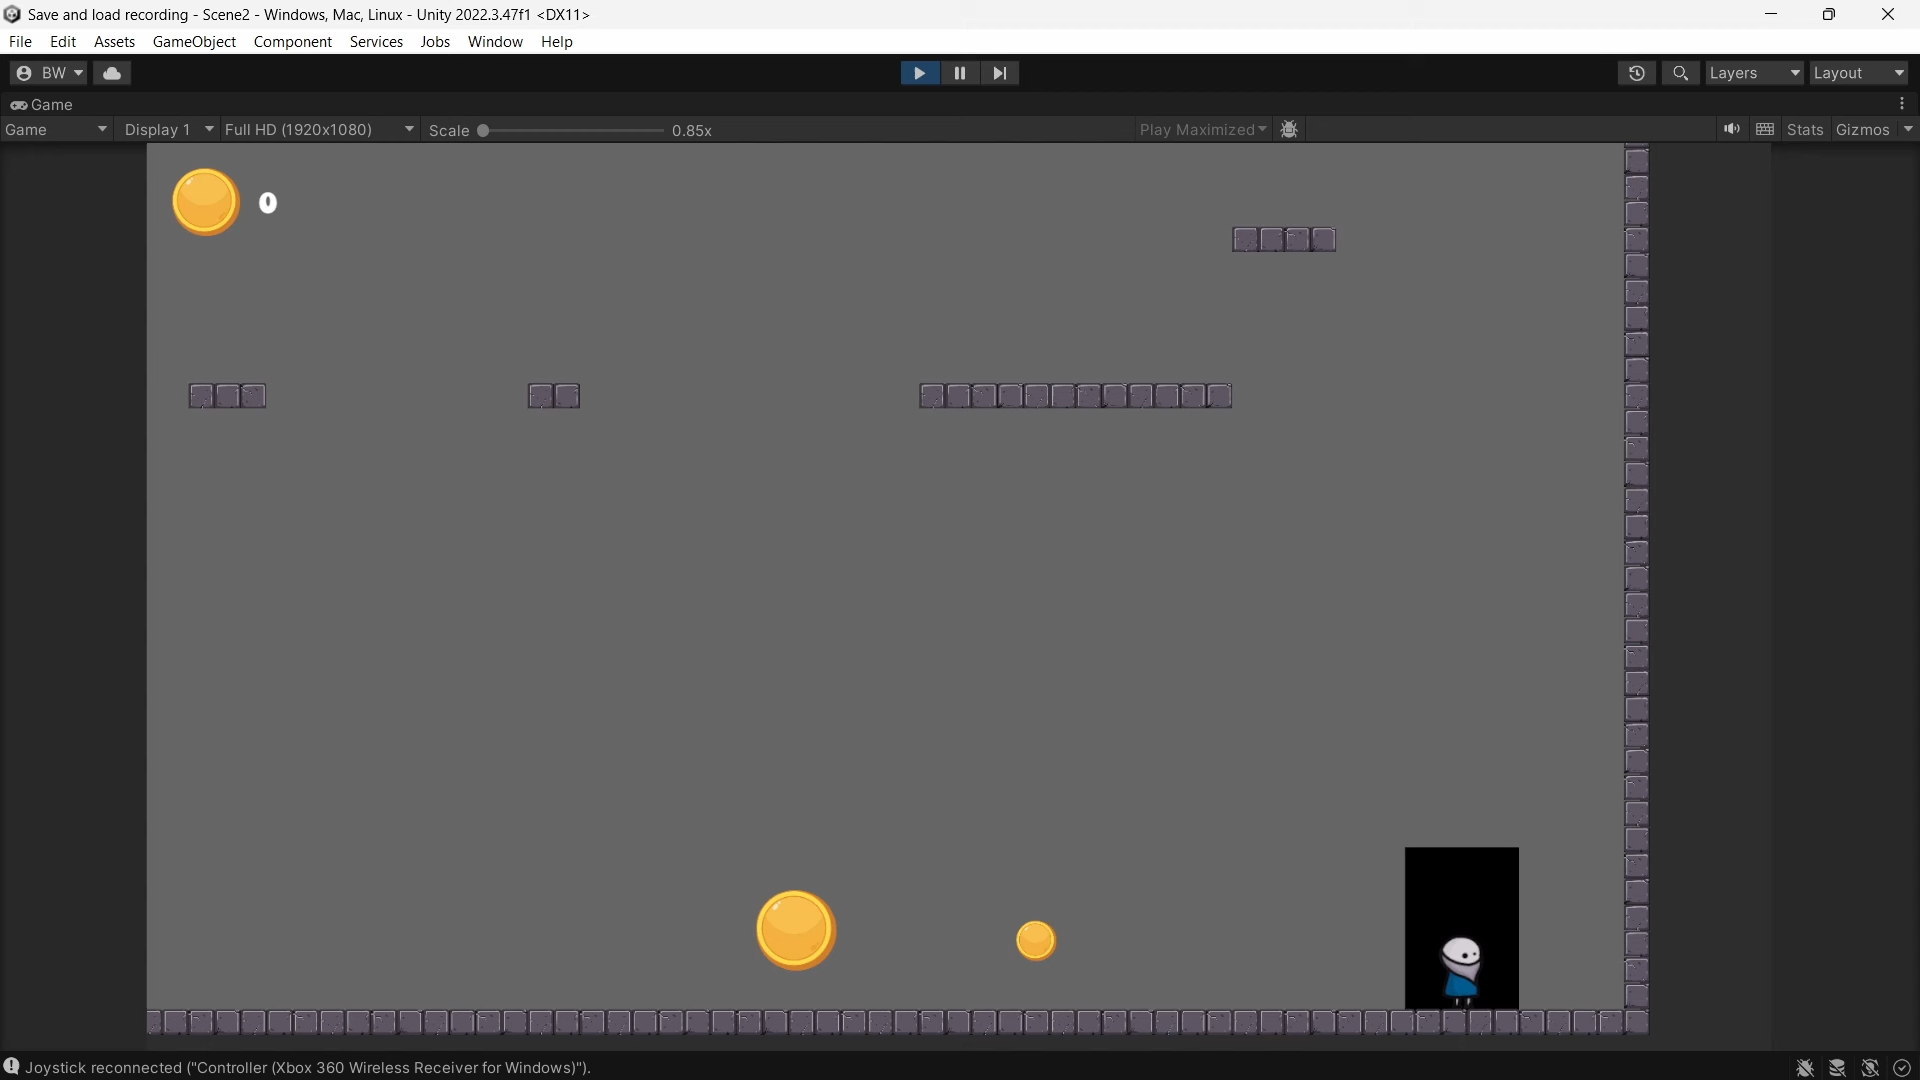 Save and load recording - Scene2 - Windows, Mac, Linux - Unity 2022.3.47f1 <DX11>
File Edit Assets GameObject Component Services Jobs Window Help
BW Layers Layout
Game
Game Display 1 Full HD (1920x1080) Scale 0.85x Play Maximized Stats Gizmos
0
Joystick reconnected ("Controller (Xbox 360 Wireless Receiver for Windows)").